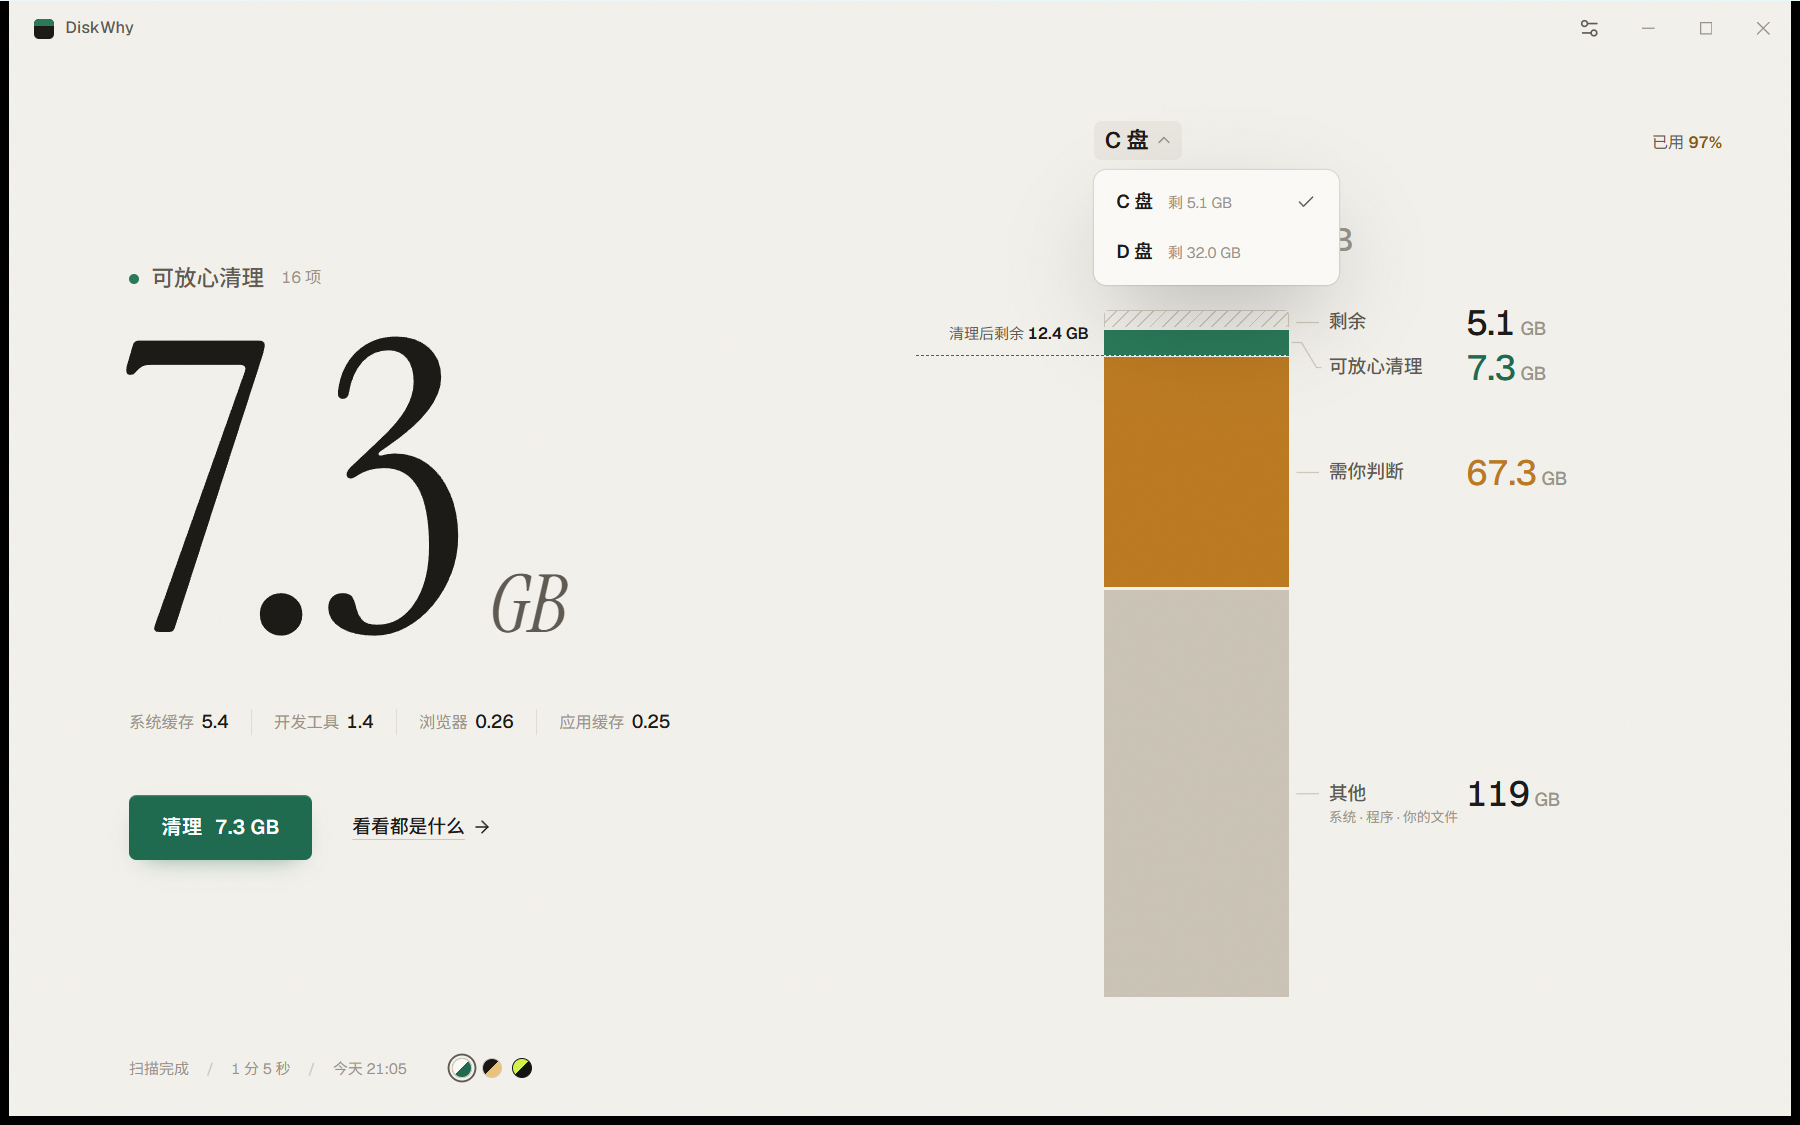 DiskWhy
C 盘
已用 97%
C 盘 剩 5.1 GB
D 盘 剩 32.0 GB
可放心清理 16 项
7.3 GB
清理后剩余 12.4 GB
剩余 5.1 GB
可放心清理 7.3 GB
需你判断 67.3 GB
其他 119 GB
系统 · 程序 · 你的文件
系统缓存 5.4 开发工具 1.4 浏览器 0.26 应用缓存 0.25
清理 7.3 GB 看看都是什么 →
扫描完成 / 1 分 5 秒 / 今天 21:05